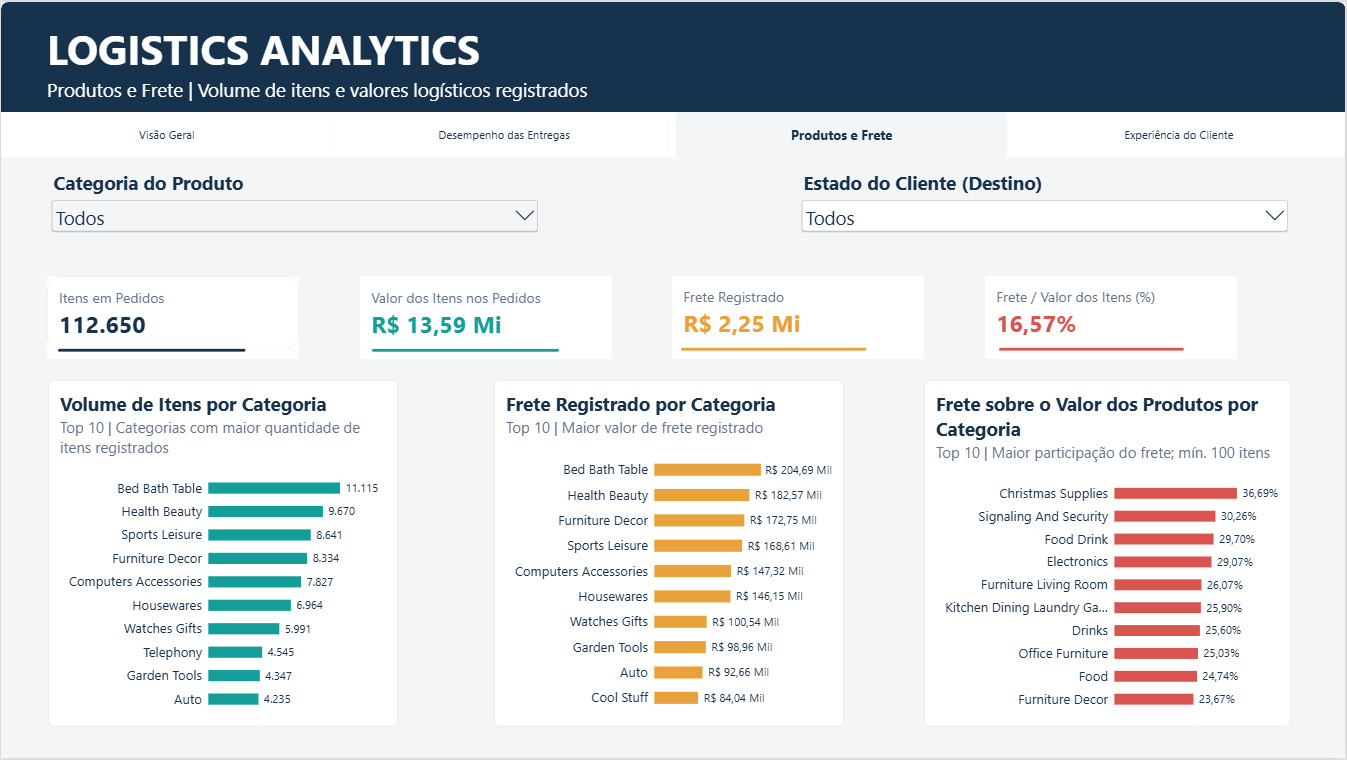 LOGISTICS ANALYTICS
Produtos e Frete | Volume de itens e valores logísticos registrados
Visão Geral
Desempenho das Entregas
Produtos e Frete
Experiência do Cliente
Categoria do Produto
Todos
Estado do Cliente (Destino)
Todos
Itens em Pedidos
112.650
Valor dos Itens nos Pedidos
R$ 13,59 Mi
Frete Registrado
R$ 2,25 Mi
Frete / Valor dos Itens (%)
16,57%
Volume de Itens por Categoria
Top 10 | Categorias com maior quantidade de
itens registrados
Bed Bath Table 11.115
Health Beauty 9.670
Sports Leisure 8.641
Furniture Decor 8.334
Computers Accessories 7.827
Housewares 6.964
Watches Gifts 5.991
Telephony 4.545
Garden Tools 4.347
Auto 4.235
Frete Registrado por Categoria
Top 10 | Maior valor de frete registrado
Bed Bath Table R$ 204,69 Mil
Health Beauty R$ 182,57 Mil
Furniture Decor R$ 172,75 Mil
Sports Leisure R$ 168,61 Mil
Computers Accessories R$ 147,32 Mil
Housewares R$ 146,15 Mil
Watches Gifts R$ 100,54 Mil
Garden Tools R$ 98,96 Mil
Auto R$ 92,66 Mil
Cool Stuff R$ 84,04 Mil
Frete sobre o Valor dos Produtos por
Categoria
Top 10 | Maior participação do frete; mín. 100 itens
Christmas Supplies 36,69%
Signaling And Security 30,26%
Food Drink 29,70%
Electronics 29,07%
Furniture Living Room 26,07%
Kitchen Dining Laundry Ga... 25,90%
Drinks 25,60%
Office Furniture 25,03%
Food 24,74%
Furniture Decor 23,67%